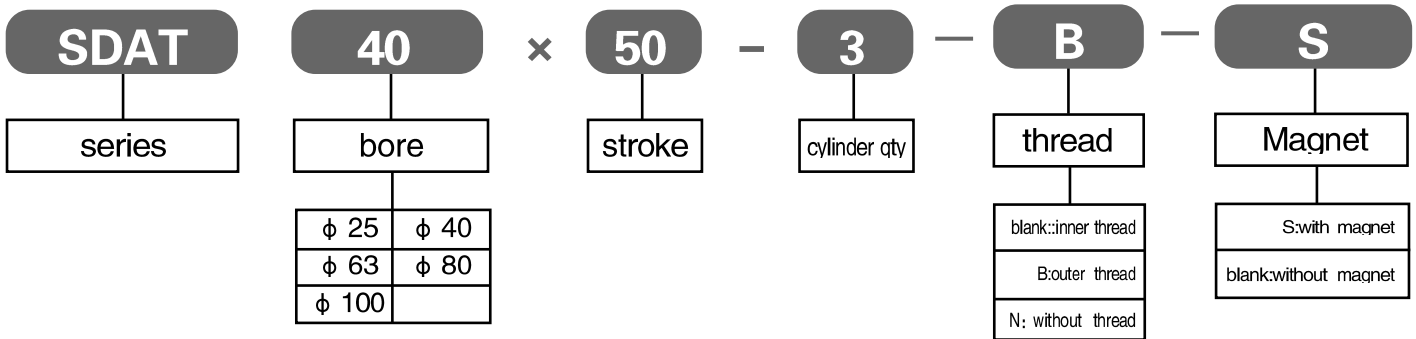 SDAT 40 × 50 - 3 — B — S
series bore stroke cylinder qty thread Magnet
φ 25 φ 40
φ 63 φ 80
φ 100
blank::inner thread
B:outer thread
N: without thread
S:with magnet
blank:without magnet